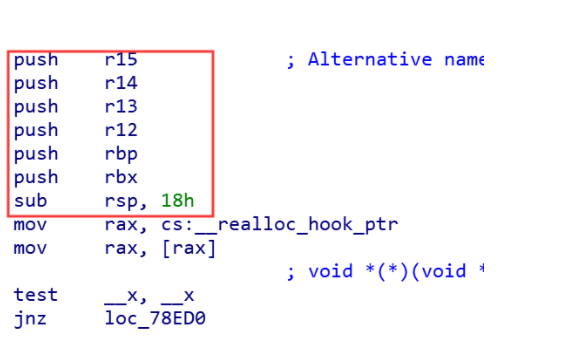 push r15 ; Alternative name
push r14
push r13
push r12
push rbp
push rbx
sub rsp, 18h
mov rax, cs:__realloc_hook_ptr
mov rax, [rax]
; void *(*)(void *
test __x, __x
jnz loc_78ED0